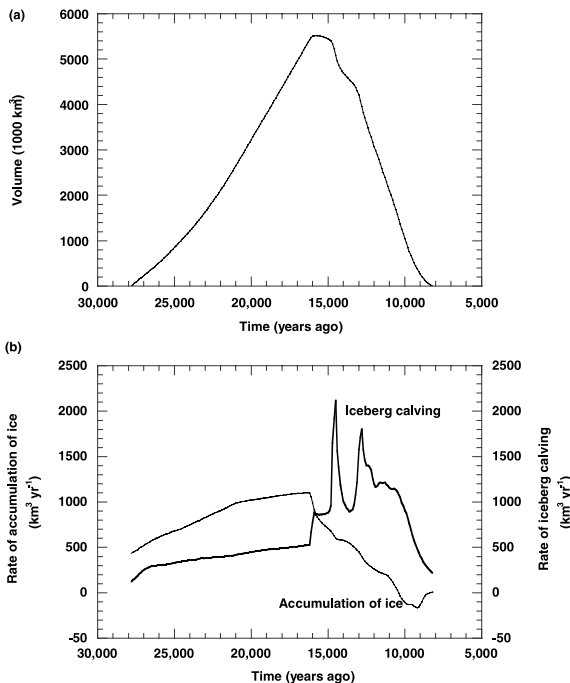 (a)
6000
5000
4000
3000
2000
1000
0
Volume (1000 km³)
30,000 25,000 20,000 15,000 10,000 5,000
Time (years ago)
(b)
2500
2000
1500
1000
500
0
-50
Rate of accumulation of ice
(km³ yr⁻¹)
Iceberg calving
Accumulation of ice
2500
2000
1500
1000
500
0
-50
Rate of iceberg calving
(km³ yr⁻¹)
30,000 25,000 20,000 15,000 10,000 5,000
Time (years ago)